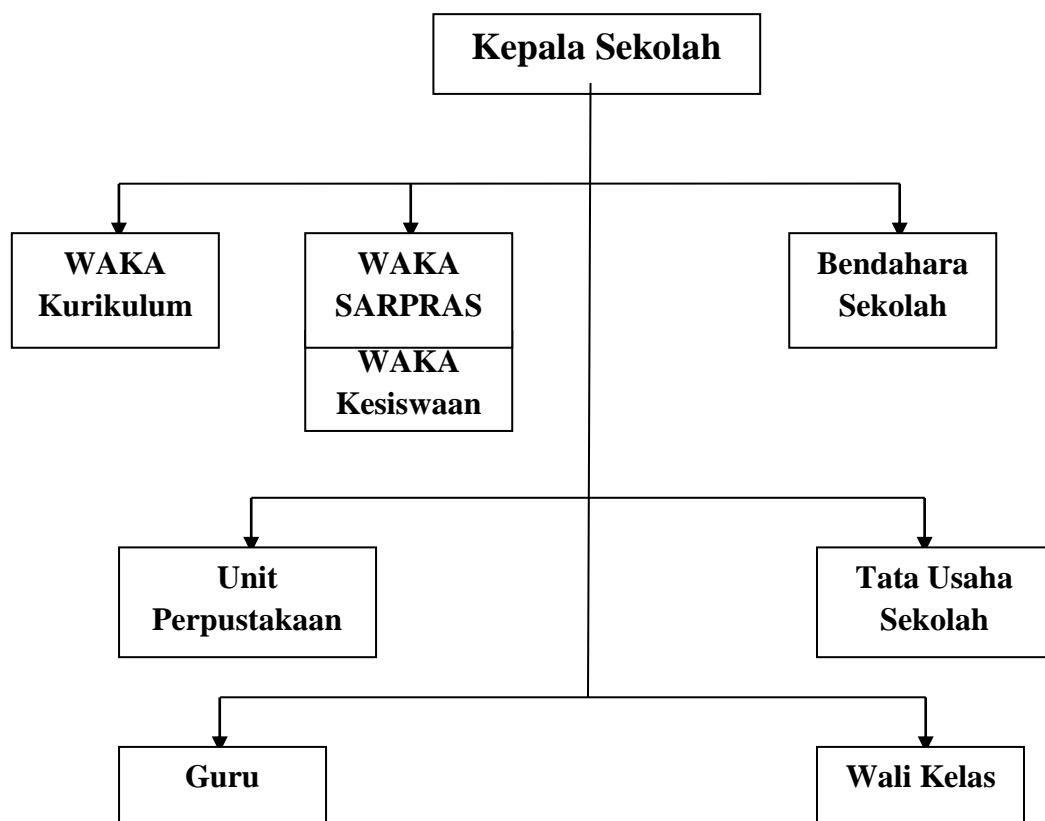 Kepala Sekolah
WAKA
Kurikulum
WAKA
SARPRAS
Bendahara
Sekolah
WAKA
Kesiswaan
Unit
Perpustakaan
Tata Usaha
Sekolah
Guru
Wali Kelas